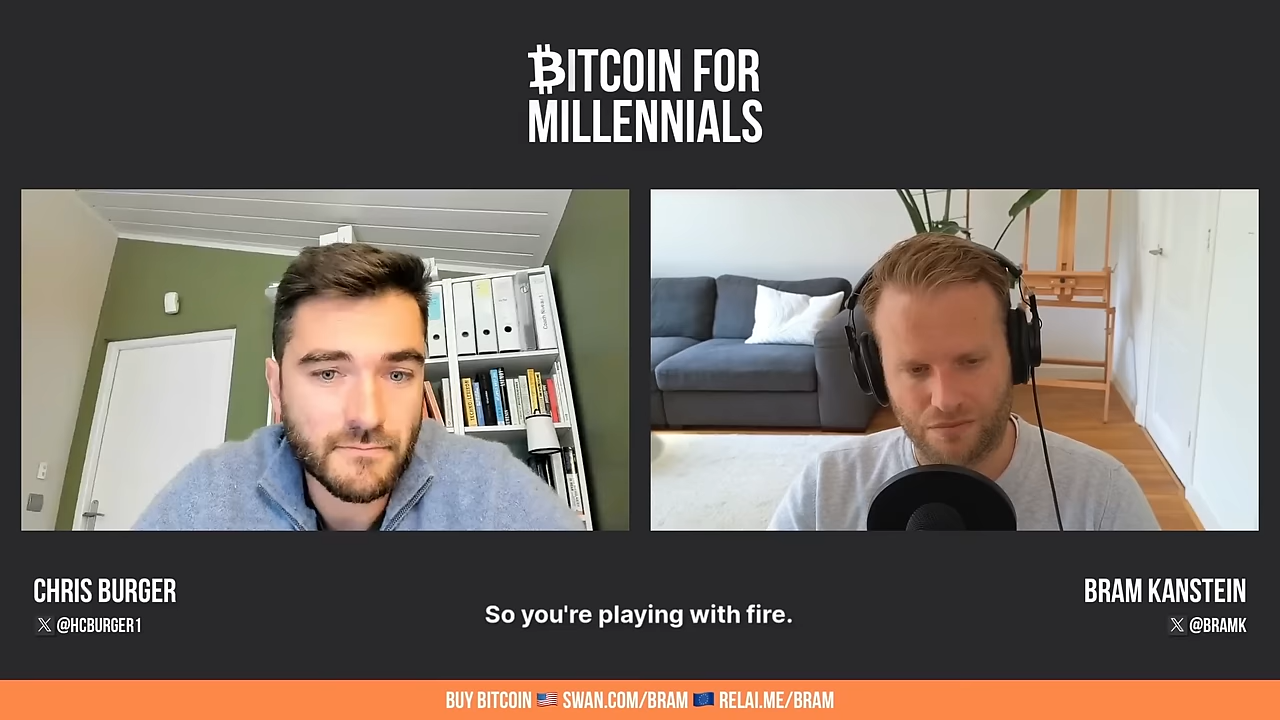 ₿ITCOIN FOR
MILLENNIALS
CHRIS BURGER
𝕏 @HCBURGER1
So you're playing with fire.
BRAM KANSTEIN
𝕏 @BRAMK
BUY BITCOIN 🇺🇸 SWAN.COM/BRAM 🇪🇺 RELAI.ME/BRAM